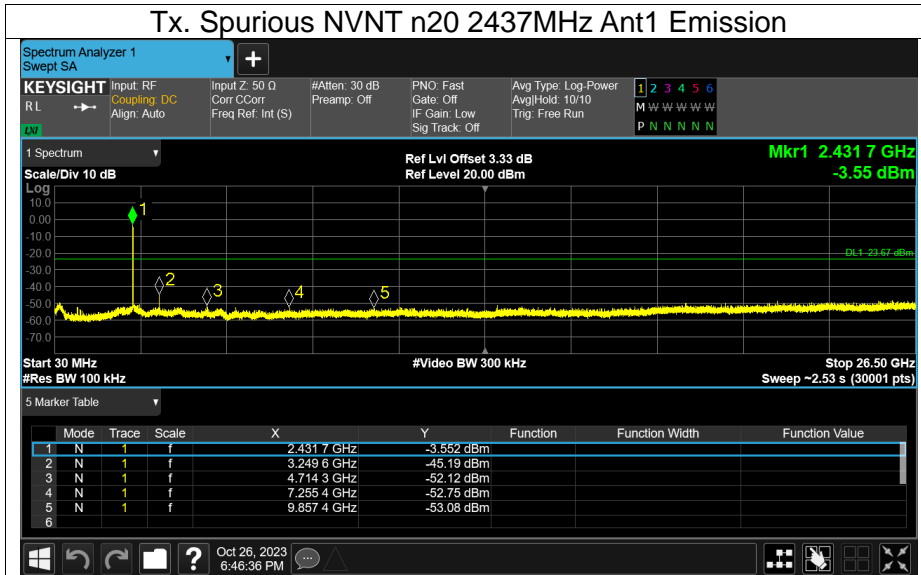 Tx. Spurious NVNT n20 2437MHz Ant1 Emission
Spectrum Analyzer 1
Swept SA
+
KEYSIGHT Input: RF Input Z: 50 Ω #Atten: 30 dB PNO: Fast Avg Type: Log-Power 1 2 3 4 5 6
RL Coupling: DC Corr CCorr Preamp: Off Gate: Off Avg|Hold: 10/10 M W W W W W
Align: Auto Freq Ref: Int (S) IF Gain: Low Trig: Free Run
LXI Sig Track: Off P N N N N N
1 Spectrum Ref Lvl Offset 3.33 dB Mkr1 2.431 7 GHz
Scale/Div 10 dB Ref Level 20.00 dBm -3.55 dBm
Log
10.0
1
0.00
-10.0
-20.0 DL1 -23.67 dBm
-30.0
2
-40.0
3 4 5
-50.0
-60.0
-70.0
Start 30 MHz #Video BW 300 kHz Stop 26.50 GHz
#Res BW 100 kHz Sweep ~2.53 s (30001 pts)
5 Marker Table
Mode Trace Scale X Y Function Function Width Function Value
1 N 1 f 2.431 7 GHz -3.552 dBm
2 N 1 f 3.249 6 GHz -45.19 dBm
3 N 1 f 4.714 3 GHz -52.12 dBm
4 N 1 f 7.255 4 GHz -52.75 dBm
5 N 1 f 9.857 4 GHz -53.08 dBm
6
? Oct 26, 2023
6:46:36 PM